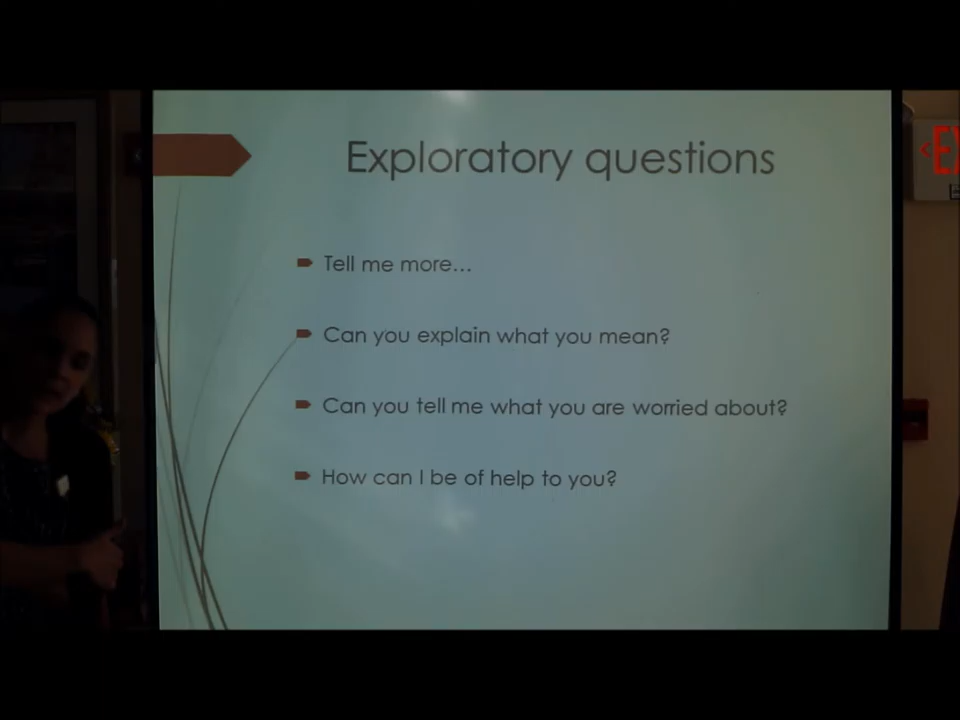 Exploratory questions
Tell me more...
Can you explain what you mean?
Can you tell me what you are worried about?
How can I be of help to you?